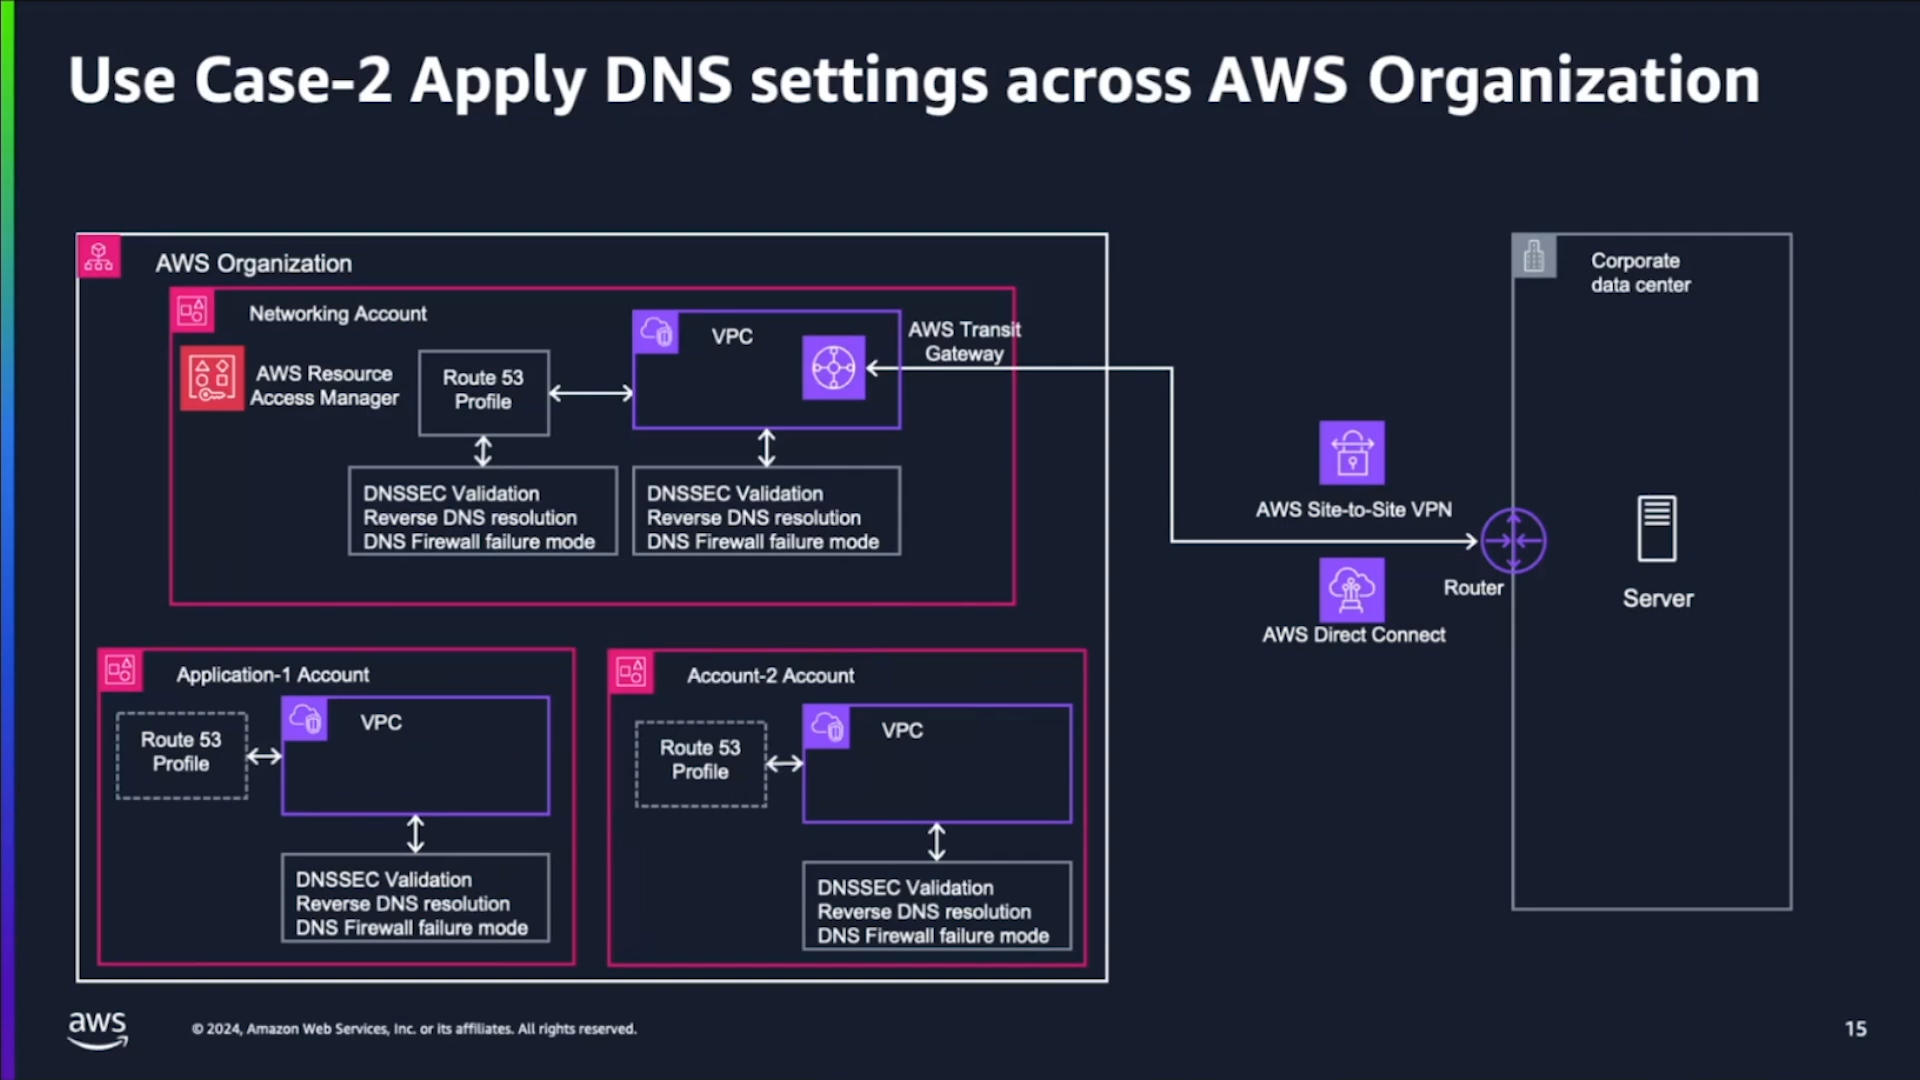 Use Case-2 Apply DNS settings across AWS Organization
AWS Organization
Networking Account
AWS Resource
Access Manager
Route 53
Profile
VPC
AWS Transit
Gateway
DNSSEC Validation
Reverse DNS resolution
DNS Firewall failure mode
DNSSEC Validation
Reverse DNS resolution
DNS Firewall failure mode
Application-1 Account
Route 53
Profile
VPC
DNSSEC Validation
Reverse DNS resolution
DNS Firewall failure mode
Account-2 Account
Route 53
Profile
VPC
DNSSEC Validation
Reverse DNS resolution
DNS Firewall failure mode
AWS Site-to-Site VPN
AWS Direct Connect
Router
Corporate
data center
Server
aws
© 2024, Amazon Web Services, Inc. or its affiliates. All rights reserved.
15